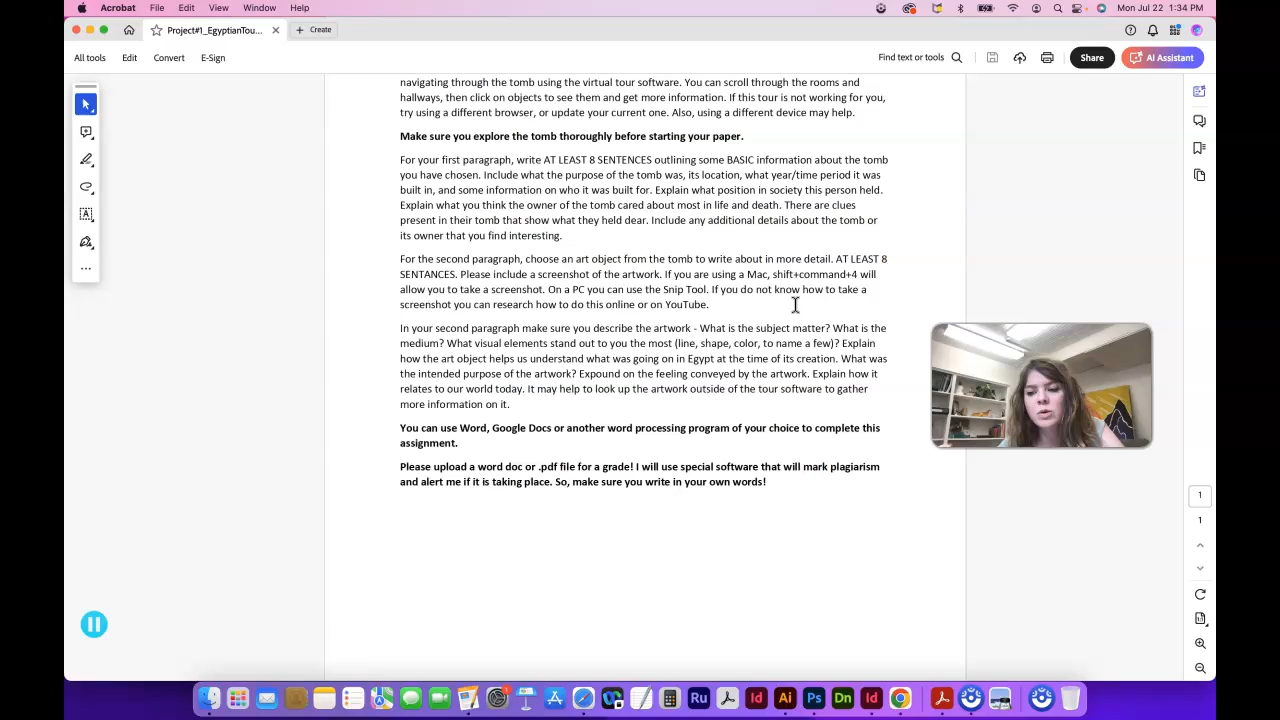 Acrobat File Edit View Window Help Mon Jul 22 1:34 PM
Project#1_EgyptianTou... Create
All tools Edit Convert E-Sign Find text or tools Share AI Assistant
navigating through the tomb using the virtual tour software. You can scroll through the rooms and
hallways, then click on objects to see them and get more information. If this tour is not working for you,
try using a different browser, or update your current one. Also, using a different device may help.
Make sure you explore the tomb thoroughly before starting your paper.
For your first paragraph, write AT LEAST 8 SENTENCES outlining some BASIC information about the tomb
you have chosen. Include what the purpose of the tomb was, its location, what year/time period it was
built in, and some information on who it was built for. Explain what position in society this person held.
Explain what you think the owner of the tomb cared about most in life and death. There are clues
present in their tomb that show what they held dear. Include any additional details about the tomb or
its owner that you find interesting.
For the second paragraph, choose an art object from the tomb to write about in more detail. AT LEAST 8
SENTANCES. Please include a screenshot of the artwork. If you are using a Mac, shift+command+4 will
allow you to take a screenshot. On a PC you can use the Snip Tool. If you do not know how to take a
screenshot you can research how to do this online or on YouTube.
In your second paragraph make sure you describe the artwork - What is the subject matter? What is the
medium? What visual elements stand out to you the most (line, shape, color, to name a few)? Explain
how the art object helps us understand what was going on in Egypt at the time of its creation. What was
the intended purpose of the artwork? Expound on the feeling conveyed by the artwork. Explain how it
relates to our world today. It may help to look up the artwork outside of the tour software to gather
more information on it.
You can use Word, Google Docs or another word processing program of your choice to complete this
assignment.
Please upload a word doc or .pdf file for a grade! I will use special software that will mark plagiarism
and alert me if it is taking place. So, make sure you write in your own words!
1
1
Ru Id Ai Ps Dn Id